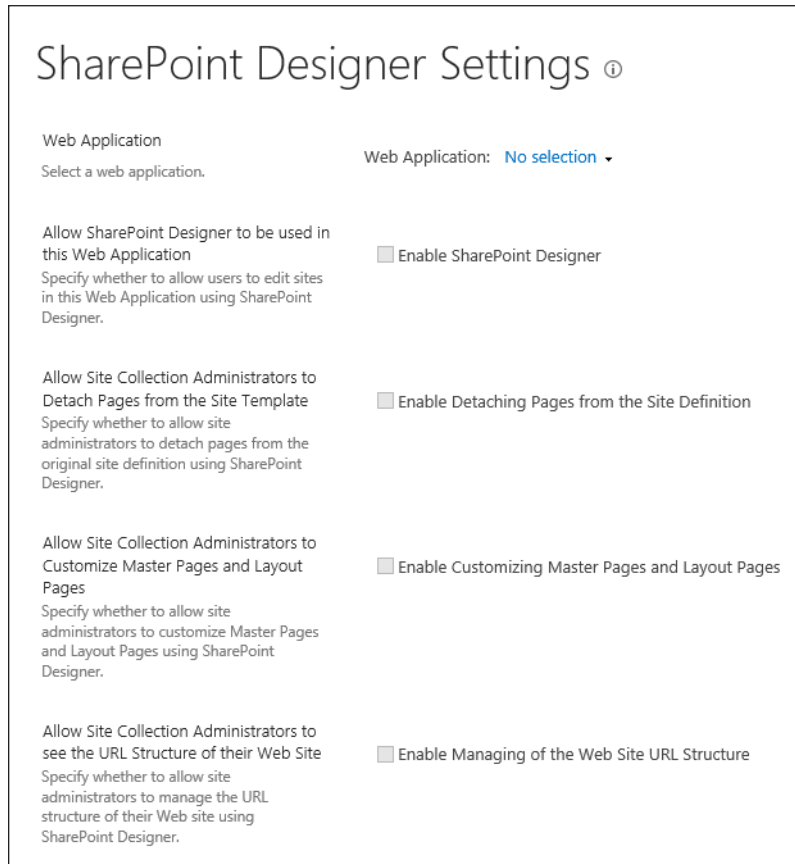 SharePoint Designer Settings
Web Application
Select a web application.
Web Application: No selection
Allow SharePoint Designer to be used in
this Web Application
Specify whether to allow users to edit sites
in this Web Application using SharePoint
Designer.
Enable SharePoint Designer
Allow Site Collection Administrators to
Detach Pages from the Site Template
Specify whether to allow site
administrators to detach pages from the
original site definition using SharePoint
Designer.
Enable Detaching Pages from the Site Definition
Allow Site Collection Administrators to
Customize Master Pages and Layout
Pages
Specify whether to allow site
administrators to customize Master Pages
and Layout Pages using SharePoint
Designer.
Enable Customizing Master Pages and Layout Pages
Allow Site Collection Administrators to
see the URL Structure of their Web Site
Specify whether to allow site
administrators to manage the URL
structure of their Web site using
SharePoint Designer.
Enable Managing of the Web Site URL Structure